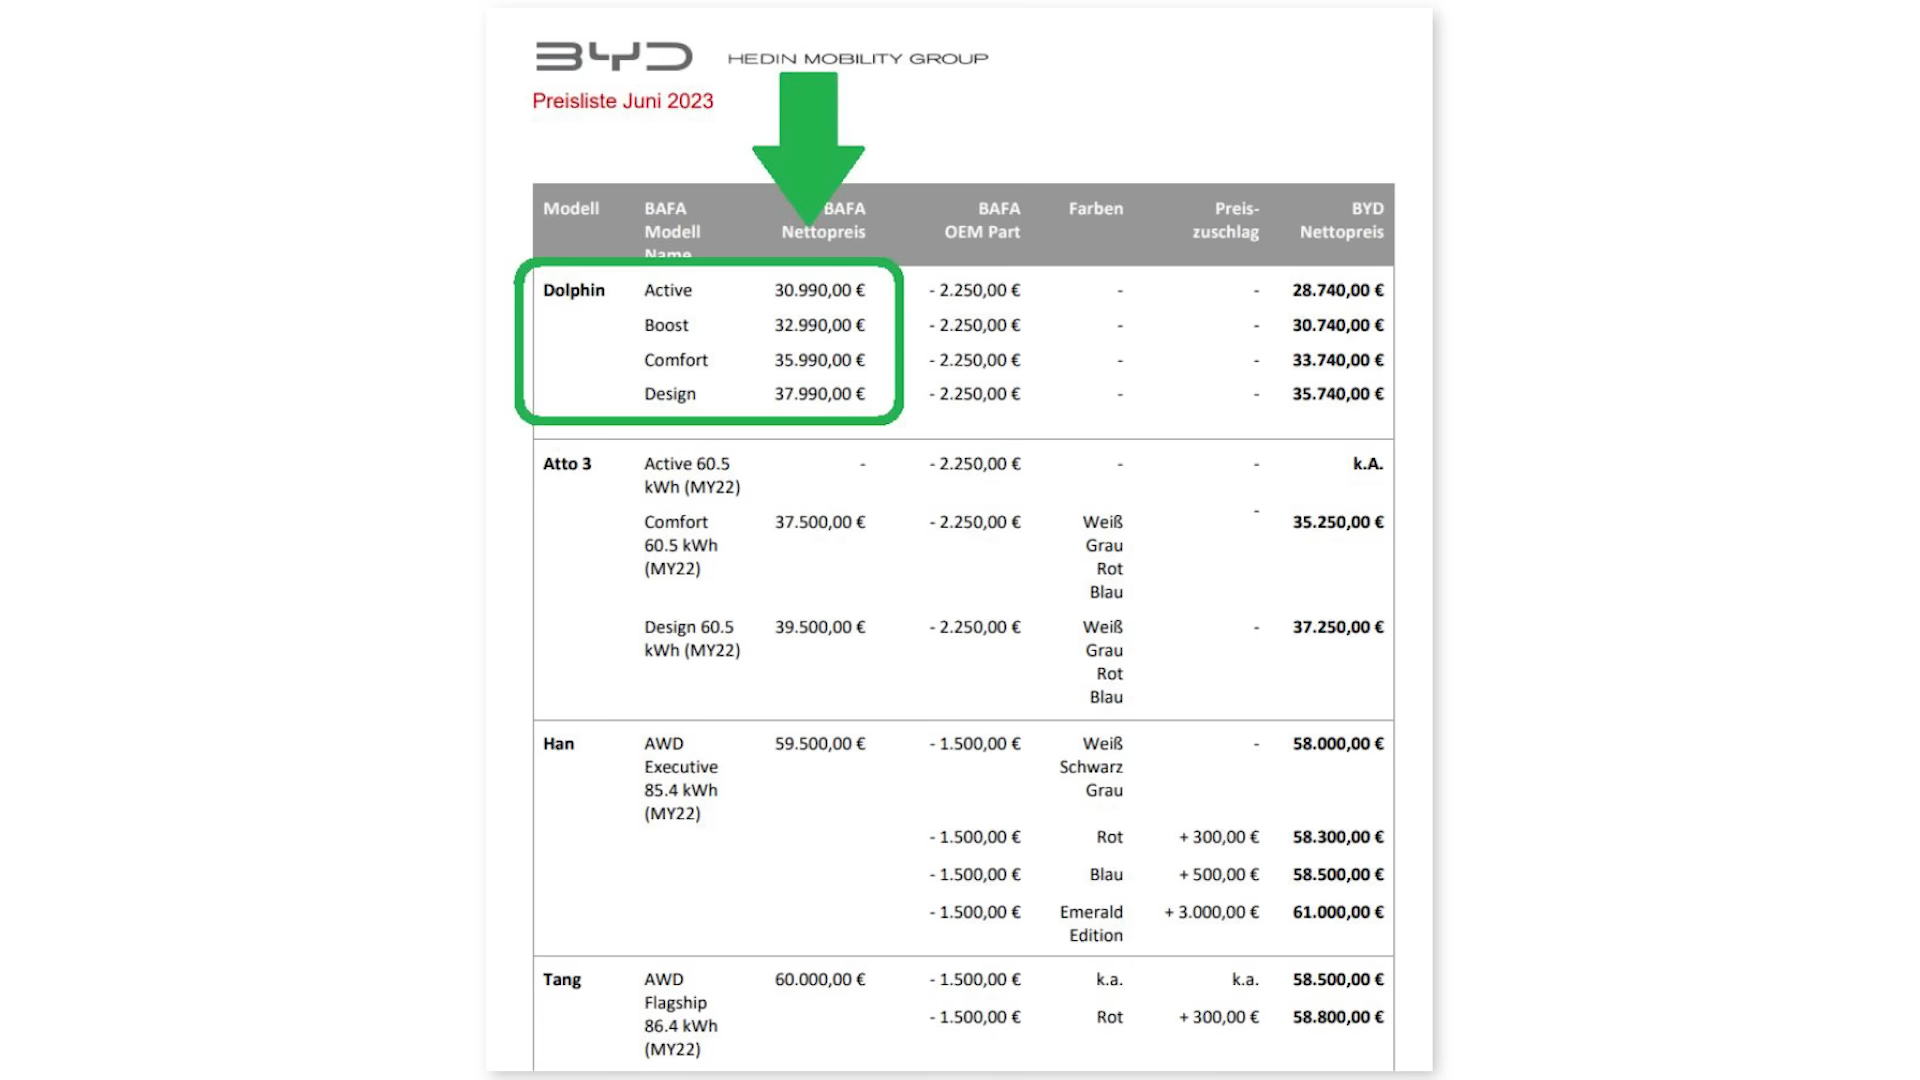 BYD HEDIN MOBILITY GROUP
Preisliste Juni 2023
Modell BAFA Modell Name BAFA Nettopreis BAFA OEM Part Farben Preis-zuschlag BYD Nettopreis
Dolphin Active 30.990,00 € - 2.250,00 € - - 28.740,00 €
Boost 32.990,00 € - 2.250,00 € - - 30.740,00 €
Comfort 35.990,00 € - 2.250,00 € - - 33.740,00 €
Design 37.990,00 € - 2.250,00 € - - 35.740,00 €
Atto 3 Active 60.5 - - 2.250,00 € - - k.A.
kWh (MY22)
Comfort 37.500,00 € - 2.250,00 € Weiß - 35.250,00 €
60.5 kWh Grau
(MY22) Rot
Blau
Design 60.5 39.500,00 € - 2.250,00 € Weiß - 37.250,00 €
kWh (MY22) Grau
Rot
Blau
Han AWD 59.500,00 € - 1.500,00 € Weiß - 58.000,00 €
Executive Schwarz
85.4 kWh Grau
(MY22)
- 1.500,00 € Rot + 300,00 € 58.300,00 €
- 1.500,00 € Blau + 500,00 € 58.500,00 €
- 1.500,00 € Emerald + 3.000,00 € 61.000,00 €
Edition
Tang AWD 60.000,00 € - 1.500,00 € k.a. k.a. 58.500,00 €
Flagship - 1.500,00 € Rot + 300,00 € 58.800,00 €
86.4 kWh
(MY22)